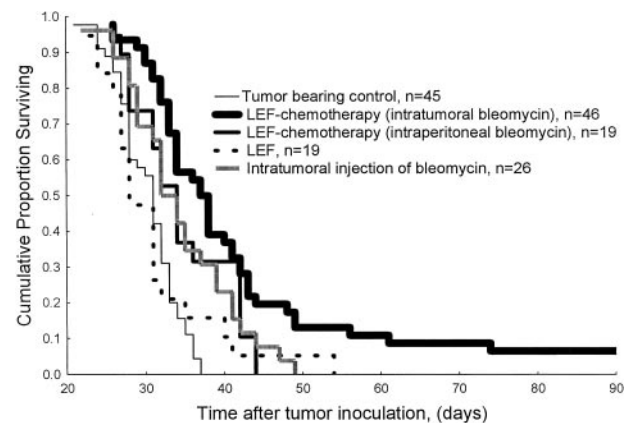 Cumulative Proportion Surviving
1.0
0.9
0.8
0.7
0.6
0.5
0.4
0.3
0.2
0.1
0.0
Tumor bearing control, n=45
LEF-chemotherapy (intratumoral bleomycin), n=46
LEF-chemotherapy (intraperitoneal bleomycin), n=19
LEF, n=19
Intratumoral injection of bleomycin, n=26
20 30 40 50 60 70 80 90
Time after tumor inoculation, (days)